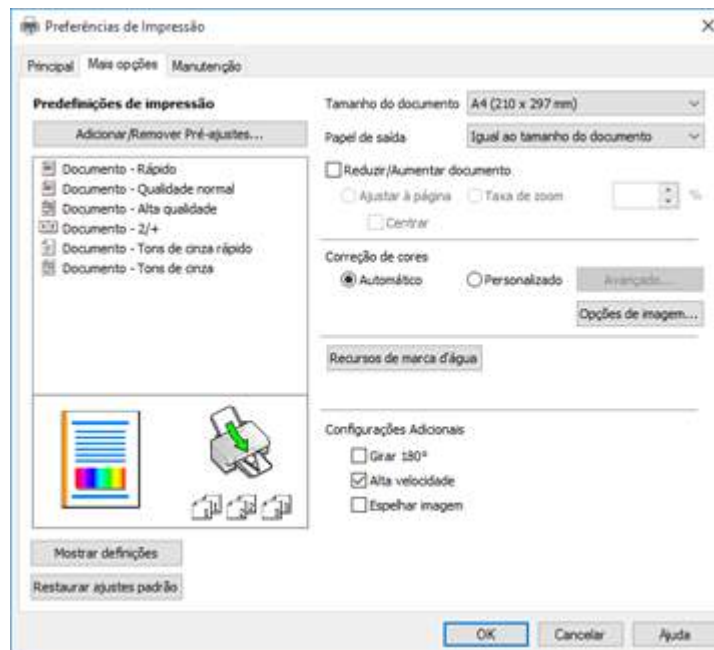 Preferências de Impressão
Principal
Mais opções
Manutenção
Predefinições de impressão
Adicionar/Remover Pré-ajustes...
Documento - Rápido
Documento - Qualidade normal
Documento - Alta qualidade
Documento - 2/+
Documento - Tons de cinza rápido
Documento - Tons de cinza
Mostrar definições
Restaurar ajustes padrão
Tamanho do documento A4 (210 x 297 mm)
Papel de saída Igual ao tamanho do documento
Reduzir/Aumentar documento
Ajustar à página Taxa de zoom %
Centrar
Correção de cores
Automático Personalizado Avançado...
Opções de imagem...
Recursos de marca d'água
Configurações Adicionais
Girar 180°
Alta velocidade
Espelhar imagem
OK Cancelar Ajuda